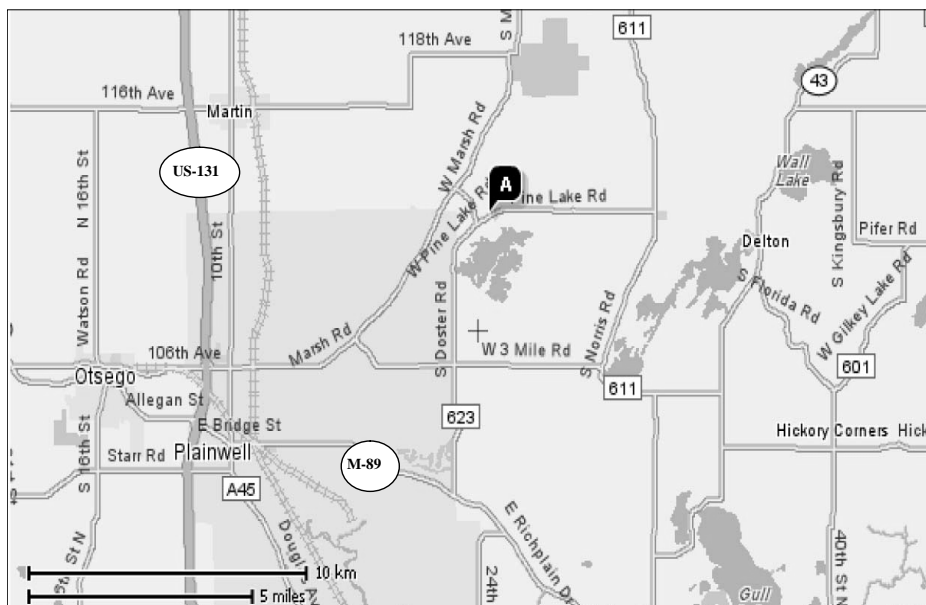 611
S M
118th Ave
43
116th Ave
Martin
N 16th St
US-131
W Marsh Rd
Wall
Lake
S Kingsbury Rd
A
W Pine Lake Rd
Pine Lake Rd
10th St
Pifer Rd
Delton
Watson Rd
S Doster Rd
S Norris Rd
S Florida Rd
W Gilkey Lake Rd
Marsh Rd
106th Ave
W 3 Mile Rd
Otsego
601
611
Allegan St
623
E Bridge St
Hickory Corners
Hick
S 16th St
Plainwell
Starr Rd
M-89
A45
E Richplain Dr
24th
40th St N
10 km
5 miles
Gull